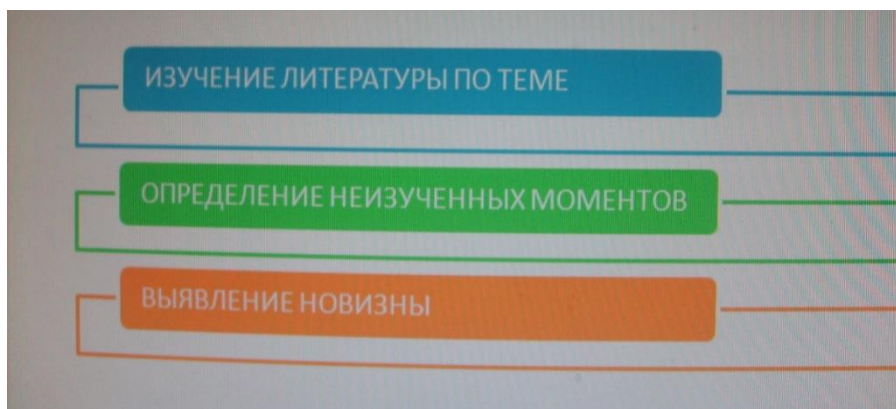 ИЗУЧЕНИЕ ЛИТЕРАТУРЫ ПО ТЕМЕ
ОПРЕДЕЛЕНИЕ НЕИЗУЧЕННЫХ МОМЕНТОВ
ВЫЯВЛЕНИЕ НОВИЗНЫ